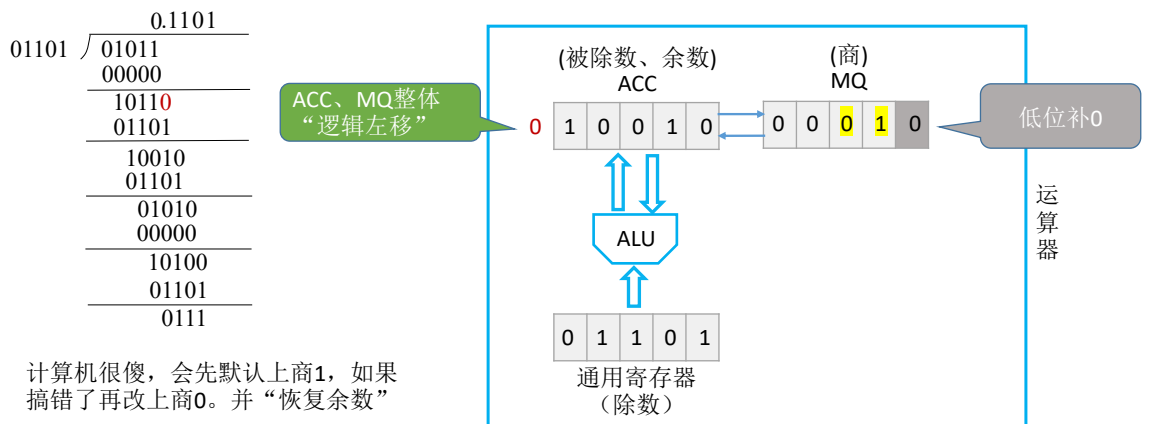 0.1101
01101 01011
00000
10110
01101
10010
01101
01010
00000
10100
01101
0111
计算机很傻，会先默认上商1，如果
搞错了再改上商0。并“恢复余数”
ACC、MQ整体
“逻辑左移”
(被除数、余数)
ACC
(商)
MQ
0 1 0 0 1 0
0 0 0 1 0
低位补0
ALU
0 1 1 0 1
通用寄存器
（除数）
运
算
器